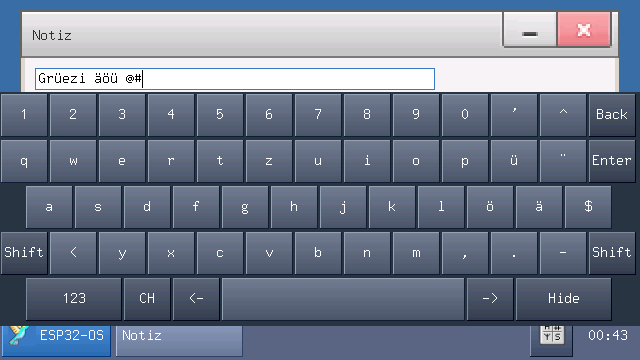 Notiz
Grüezi äöü @#
1 2 3 4 5 6 7 8 9 0 ' ^ Back
q w e r t z u i o p ü ¨ Enter
a s d f g h j k l ö ä $
Shift < y x c v b n m , . - Shift
123 CH <- -> Hide
ESP32-OS Notiz 00:43